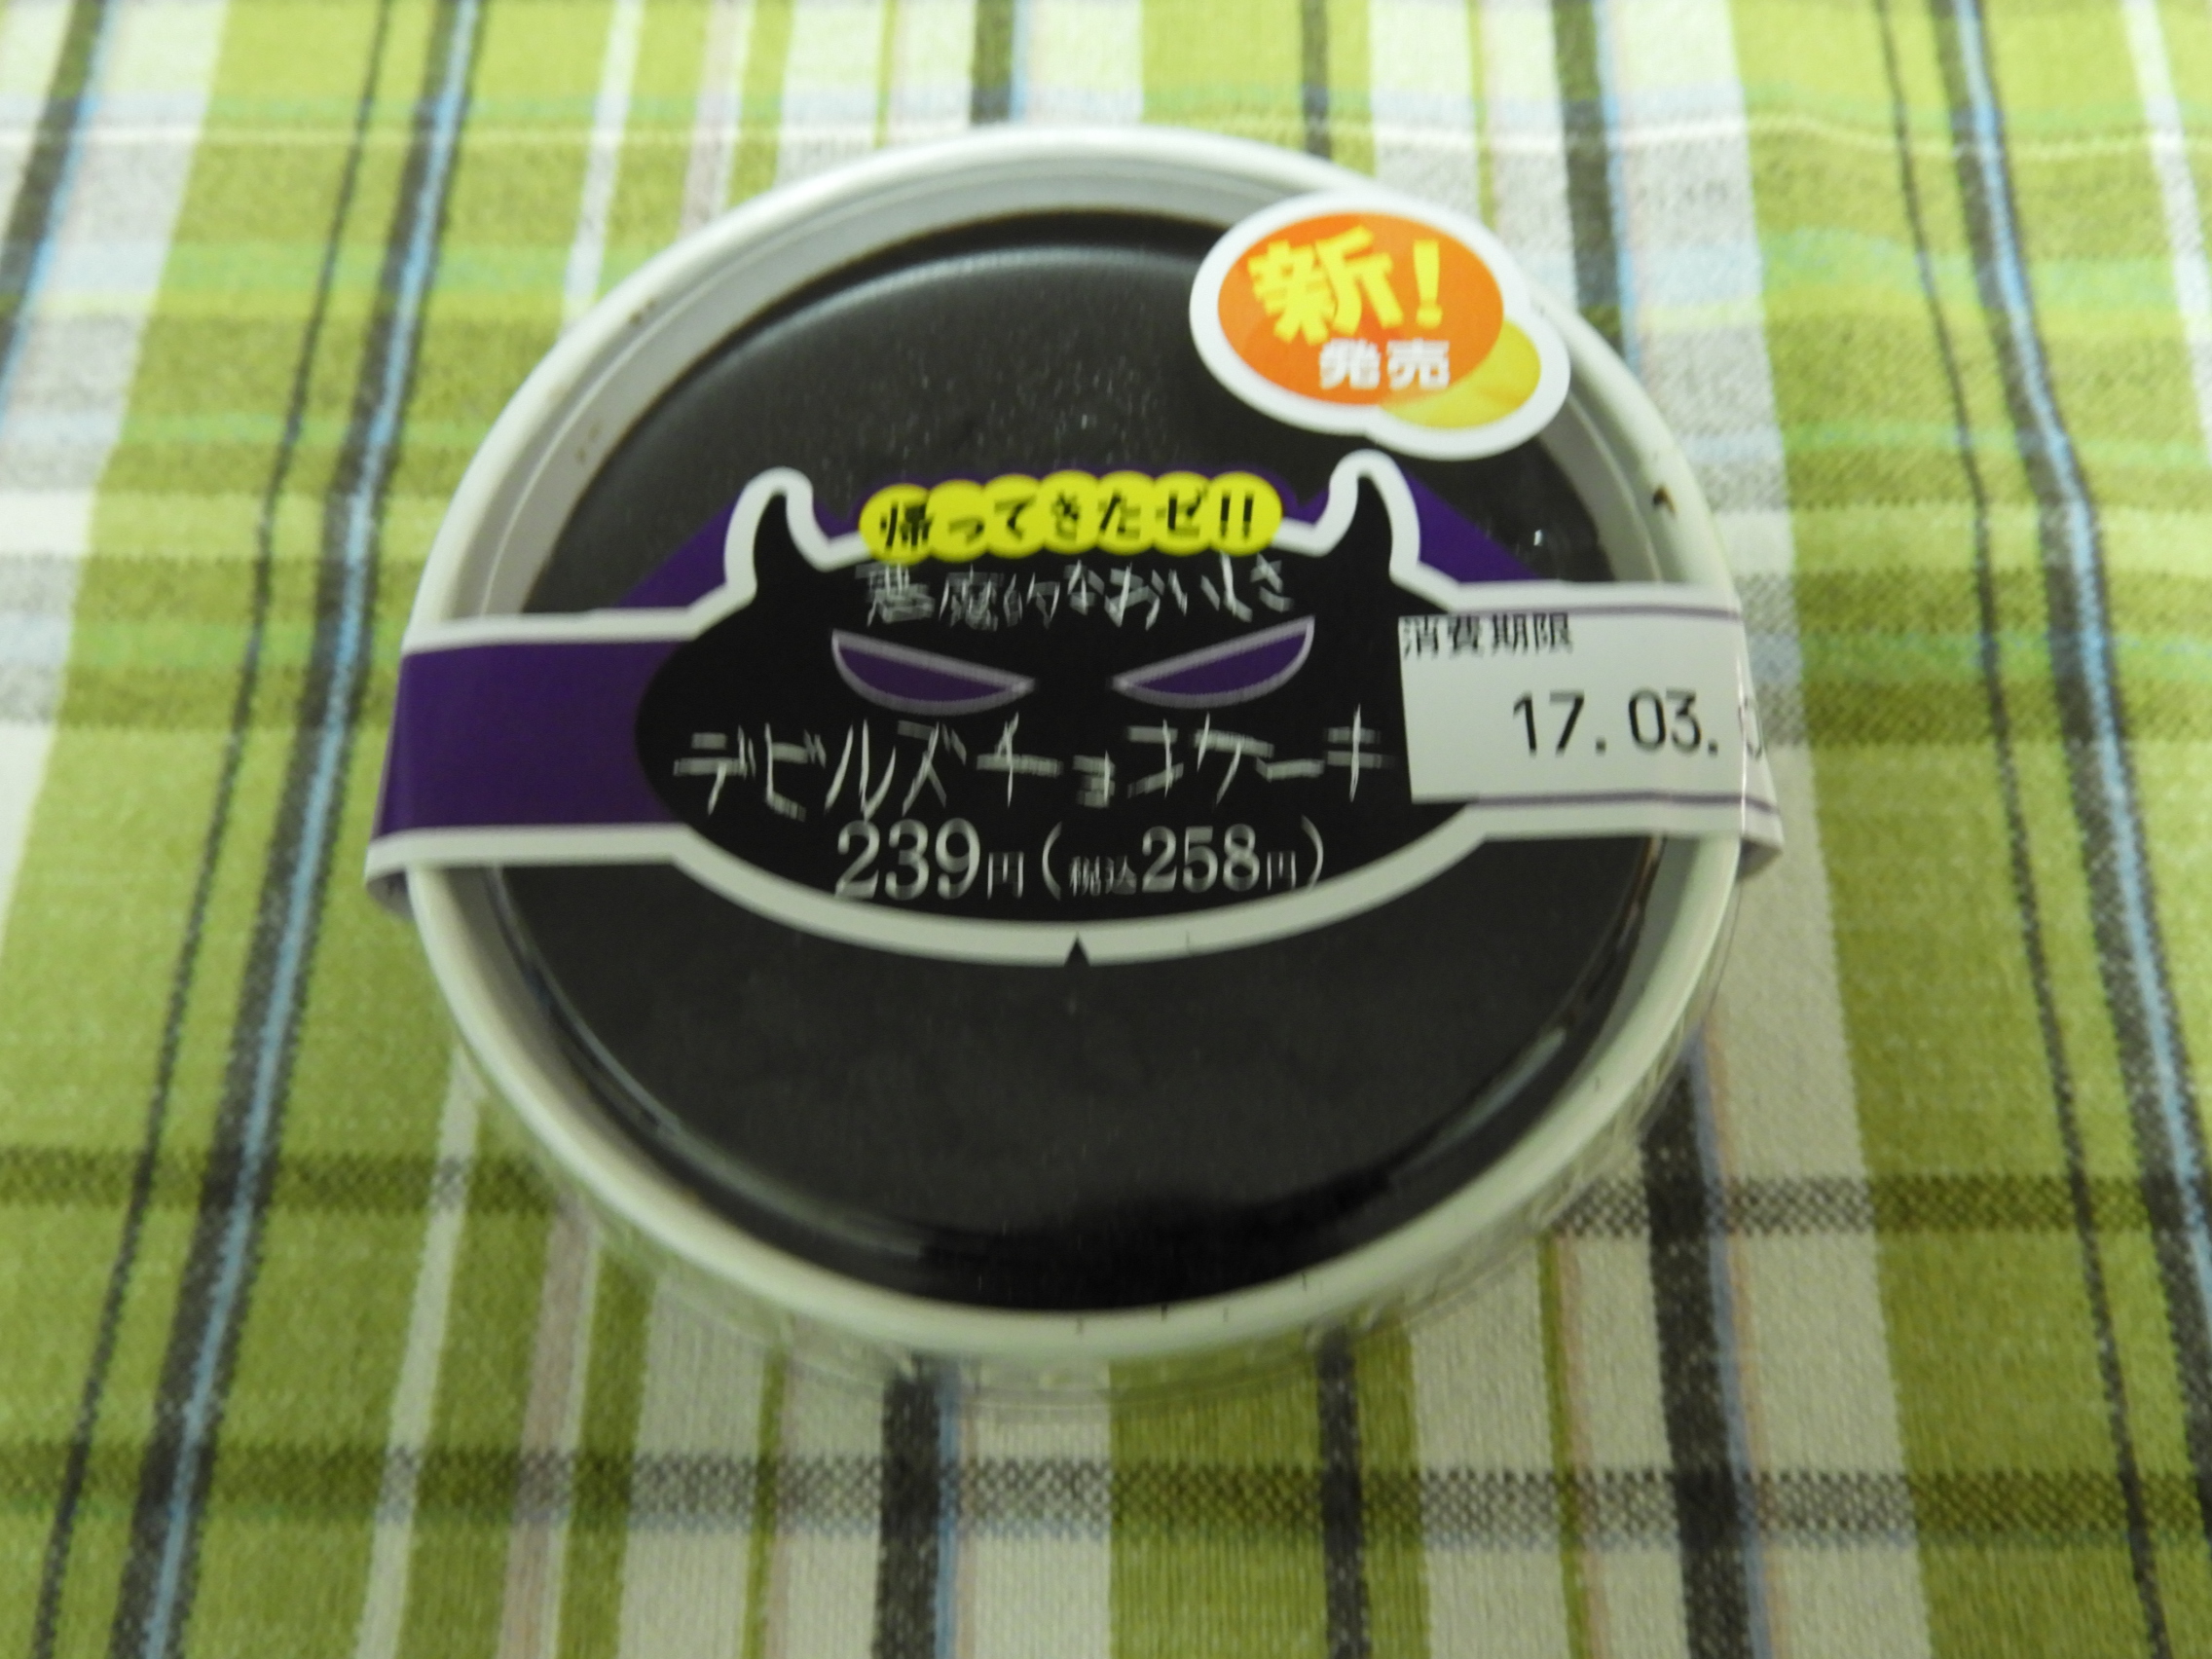 新!
発売
帰ってきたゼ!!
悪魔的なおいしさ
消費期限
17.03.
デビルズチョコケーキ
239円(税込258円)